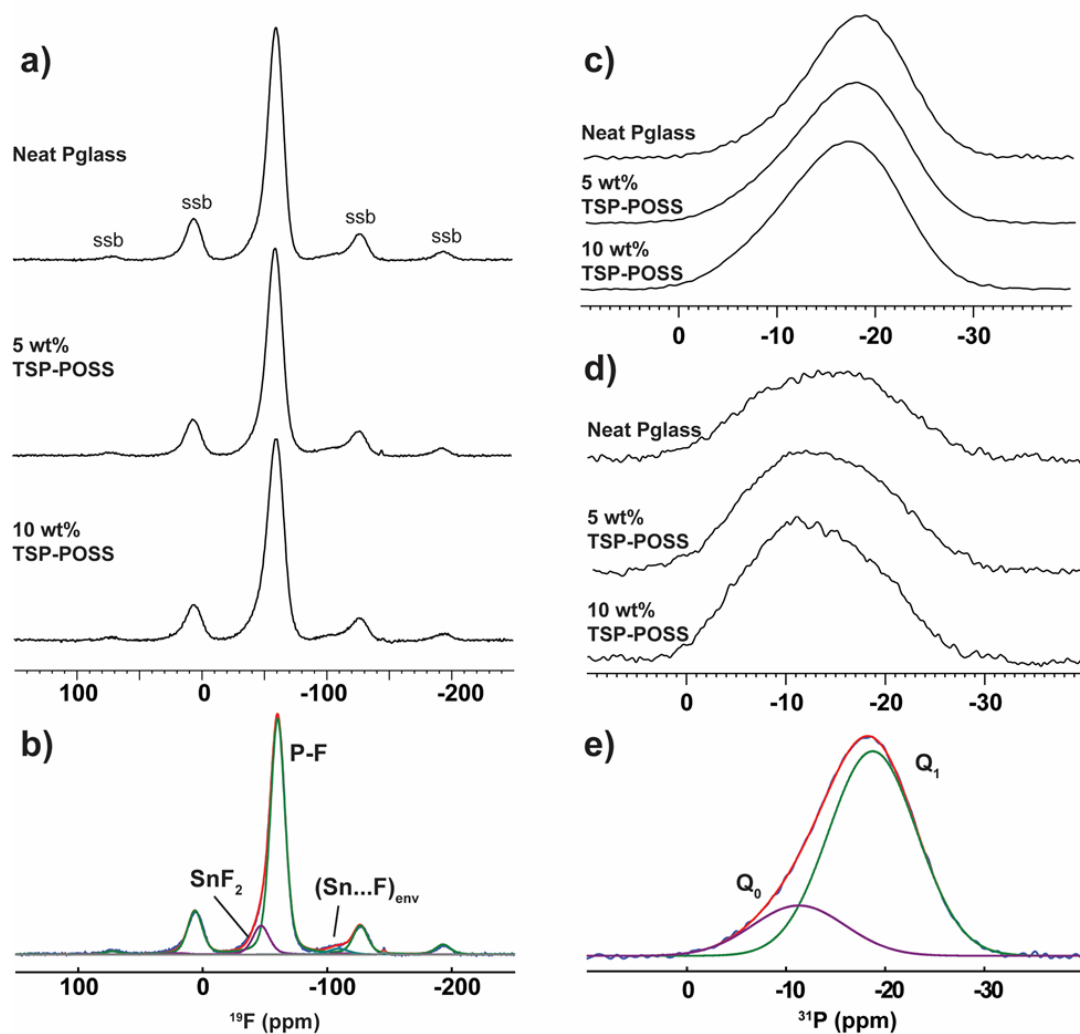 a)
Neat Pglass
ssb
ssb
ssb
ssb
5 wt%
TSP-POSS
10 wt%
TSP-POSS
100 0 -100 -200
b)
P-F
SnF2
(Sn...F)env
100 0 -100 -200
19F (ppm)
c)
Neat Pglass
5 wt%
TSP-POSS
10 wt%
TSP-POSS
0 -10 -20 -30
d)
Neat Pglass
5 wt%
TSP-POSS
10 wt%
TSP-POSS
0 -10 -20 -30
e)
Q1
Q0
0 -10 -20 -30
31P (ppm)